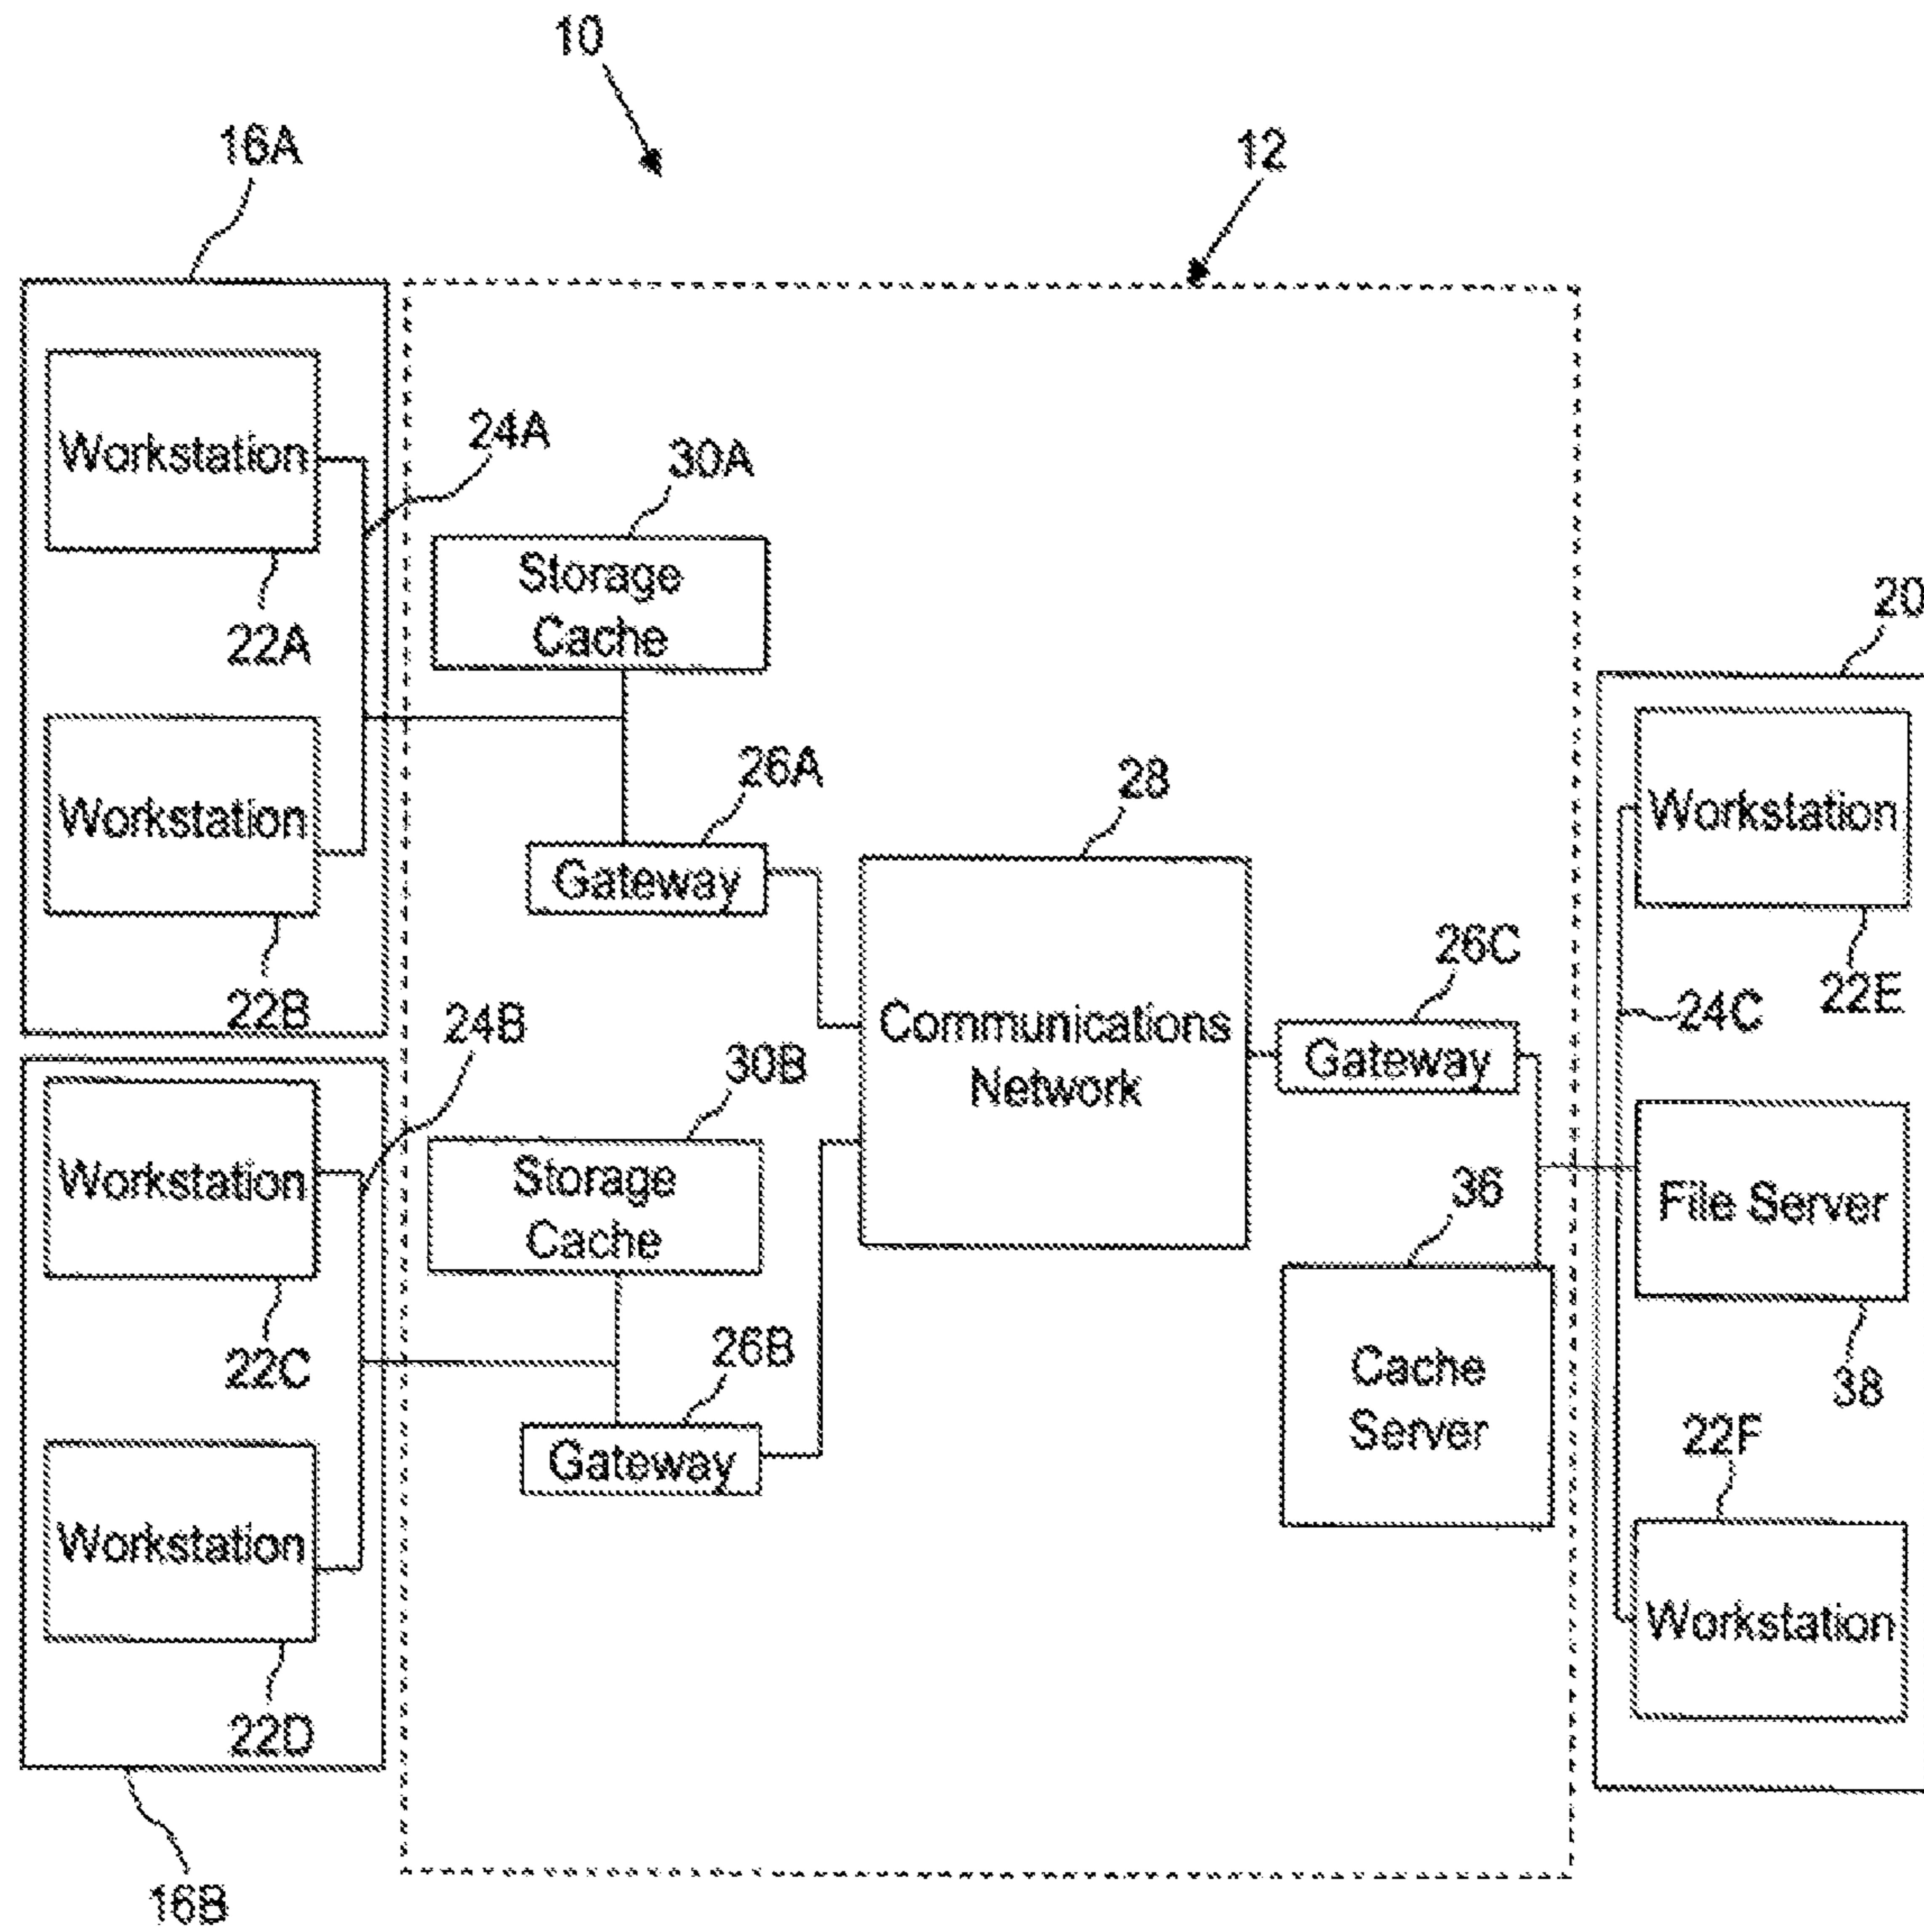 10
16A
12
Workstation
24A
30A
Storage
Cache
22A
20
26A
28
Workstation
Workstation
Gateway
22B
24B
26C
22E
24C
Communications
Network
Gateway
30B
Workstation
Storage
Cache
36
File Server
22C
26B
Cache
Server
38
22F
Gateway
Workstation
Workstation
22D
16B